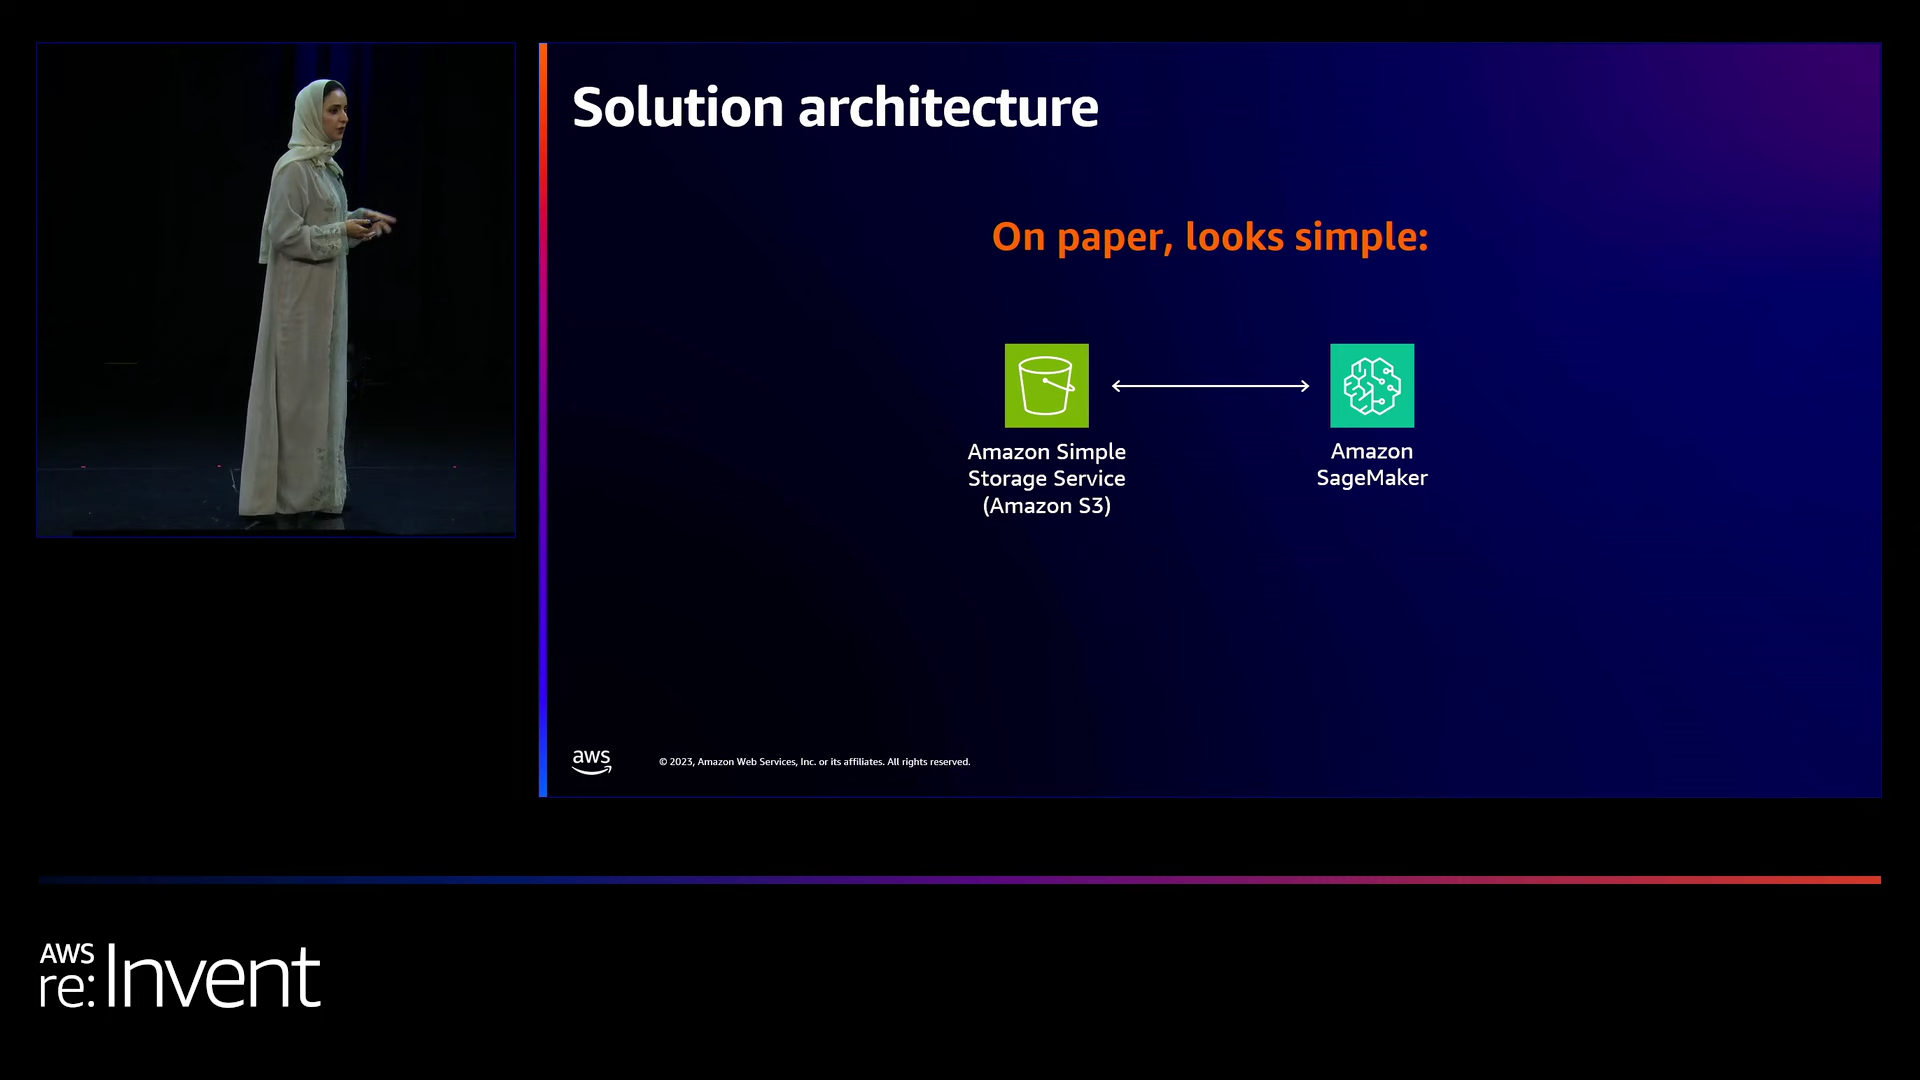 Solution architecture
On paper, looks simple:
Amazon Simple
Storage Service
(Amazon S3)
Amazon
SageMaker
aws
© 2023, Amazon Web Services, Inc. or its affiliates. All rights reserved.
AWS
re:Invent